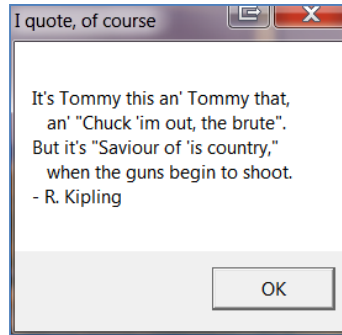 I quote, of course
It's Tommy this an' Tommy that,
an' "Chuck 'im out, the brute".
But it's "Saviour of 'is country,"
when the guns begin to shoot.
- R. Kipling
OK